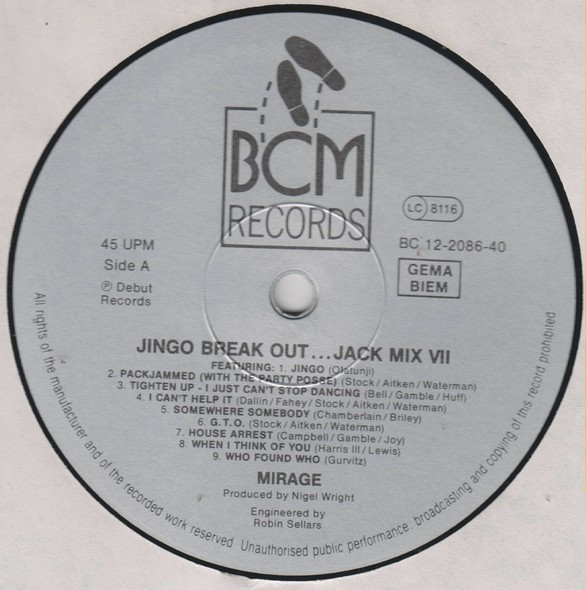 BCM
RECORDS
LC 8116
45 UPM
BC 12-2086-40
Side A
GEMA
BIEM
℗ Debut
Records
JINGO BREAK OUT...JACK MIX VII
FEATURING: 1. JINGO (Olatunji)
2. PACKJAMMED (WITH THE PARTY POSSE) (Stock/Aitken/Waterman)
3. TIGHTEN UP - I JUST CAN'T STOP DANCING (Bell/Gamble/Huff)
4. I CAN'T HELP IT (Dallin/Fahey/Stock/Aitken/Waterman)
5. SOMEWHERE SOMEBODY (Chamberlain/Briley)
6. G.T.O. (Stock/Aitken/Waterman)
7. HOUSE ARREST (Campbell/Gamble/Joy)
8. WHEN I THINK OF YOU (Harris III/Lewis)
9. WHO FOUND WHO (Gurvitz)
MIRAGE
Produced by Nigel Wright
Engineered by
Robin Sellars
All rights of the manufacturer and of the recorded work reserved. Unauthorised public performance, broadcasting and copying of this record prohibited